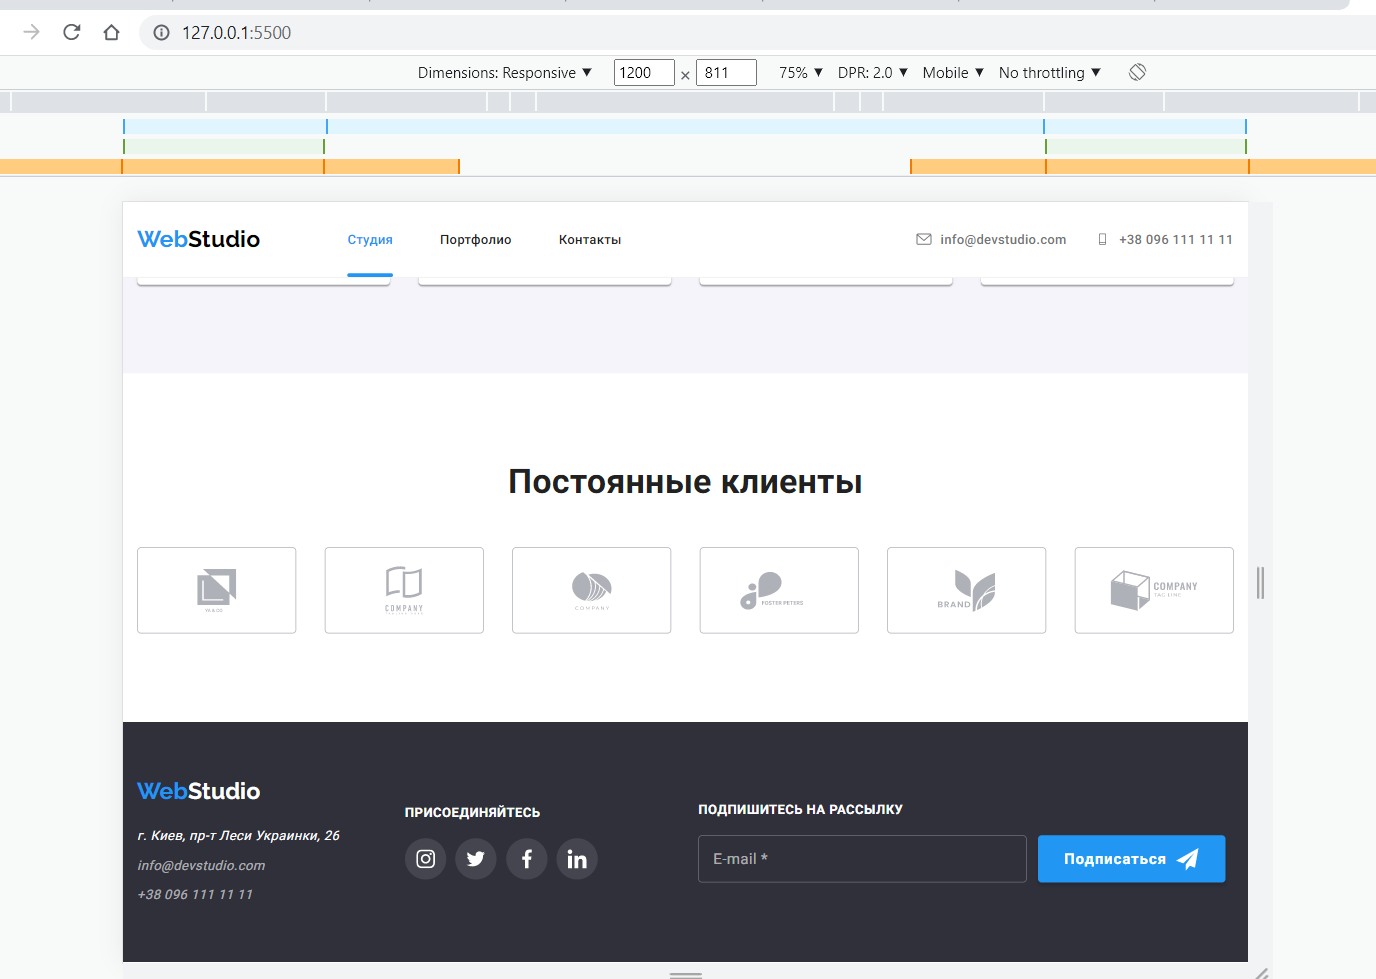 127.0.0.1:5500
Dimensions: Responsive ▼ 1200 × 811 75% ▼ DPR: 2.0 ▼ Mobile ▼ No throttling ▼
WebStudio Студия Портфолио Контакты info@devstudio.com +38 096 111 11 11
Постоянные клиенты
COMPANY
COMPANY
FOSTER PETERS
BRAND
COMPANY
TAG LINE
WebStudio
г. Киев, пр-т Леси Украинки, 26
info@devstudio.com
+38 096 111 11 11
ПРИСОЕДИНЯЙТЕСЬ
ПОДПИШИТЕСЬ НА РАССЫЛКУ
E-mail *
Подписаться